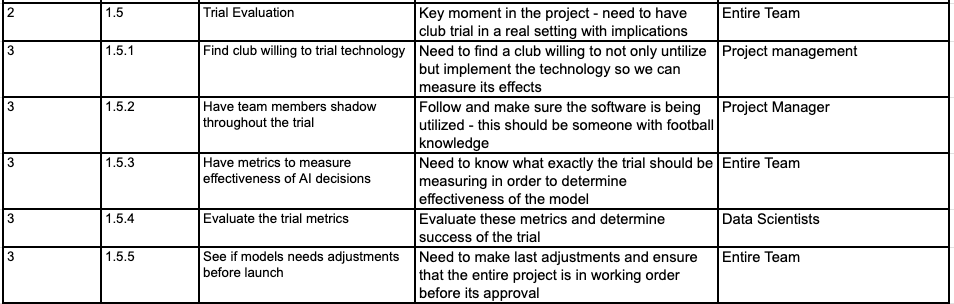 2 1.5 Trial Evaluation Key moment in the project - need to have Entire Team
club trial in a real setting with implications
3 1.5.1 Find club willing to trial technology Need to find a club willing to not only untilize Project management
but implement the technology so we can
measure its effects
3 1.5.2 Have team members shadow Follow and make sure the software is being Project Manager
throughout the trial utilized - this should be someone with football
knowledge
3 1.5.3 Have metrics to measure Need to know what exactly the trial should be Entire Team
effectiveness of AI decisions measuring in order to determine
effectiveness of the model
3 1.5.4 Evaluate the trial metrics Evaluate these metrics and determine Data Scientists
success of the trial
3 1.5.5 See if models needs adjustments Need to make last adjustments and ensure Entire Team
before launch that the entire project is in working order
before its approval